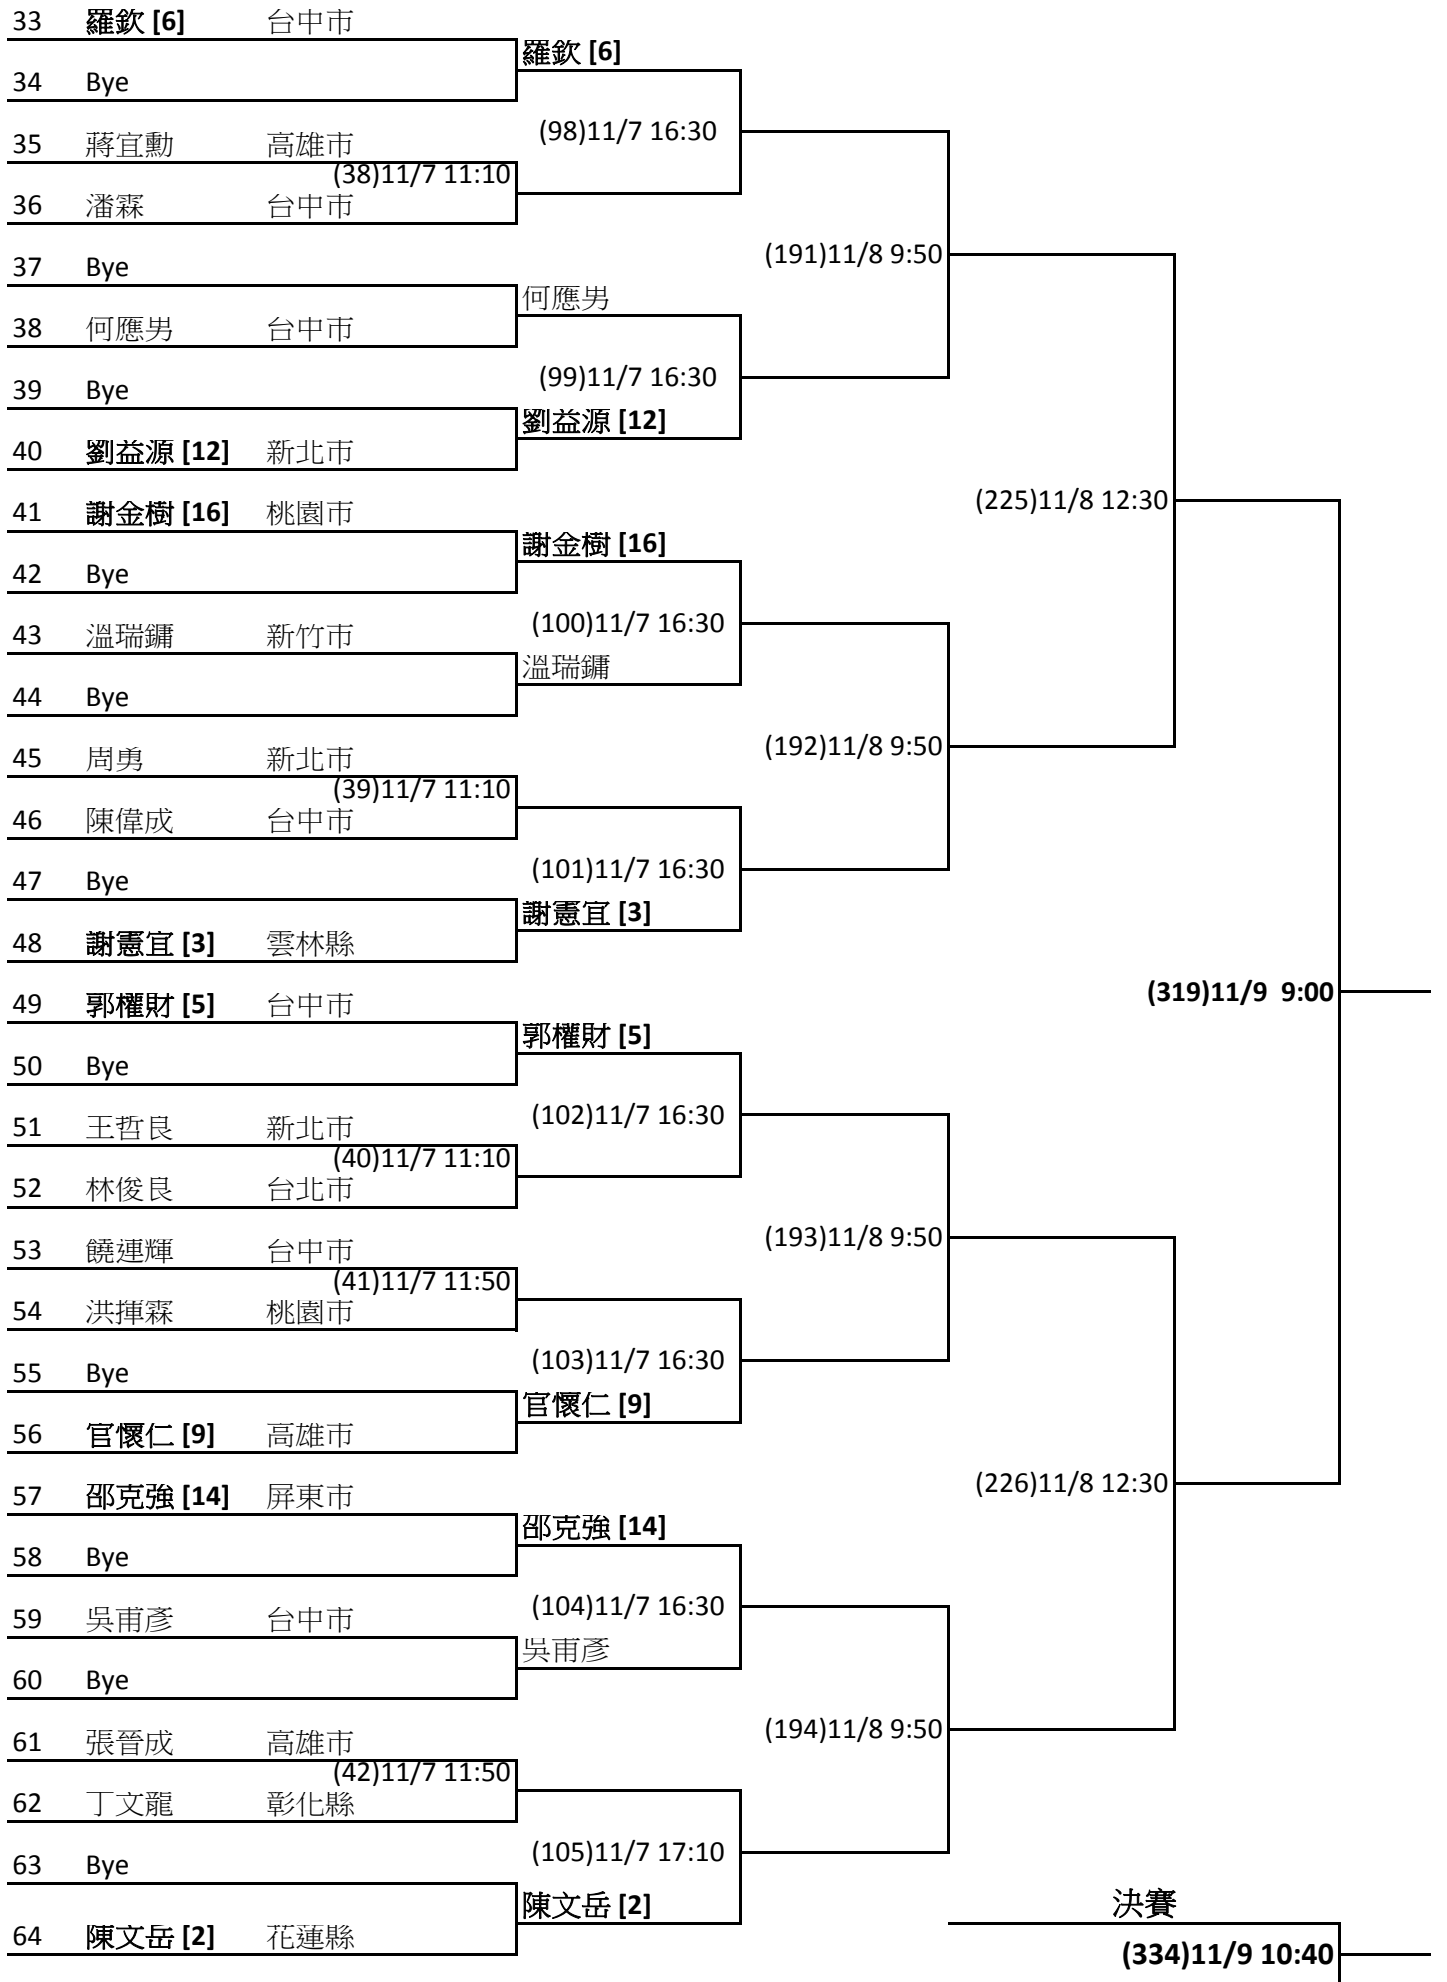 33 羅欽 [6] 台中市
羅欽 [6]
34 Bye
(98)11/7 16:30
35 蔣宜勳 高雄市
(38)11/7 11:10
36 潘霖 台中市
(191)11/8 9:50
37 Bye
何應男
38 何應男 台中市
(99)11/7 16:30
39 Bye
劉益源 [12]
40 劉益源 [12] 新北市
(225)11/8 12:30
41 謝金樹 [16] 桃園市
謝金樹 [16]
42 Bye
(100)11/7 16:30
43 溫瑞鏞 新竹市
溫瑞鏞
44 Bye
(192)11/8 9:50
45 周勇 新北市
(39)11/7 11:10
46 陳偉成 台中市
(101)11/7 16:30
47 Bye
謝憲宜 [3]
48 謝憲宜 [3] 雲林縣
(319)11/9 9:00
49 郭權財 [5] 台中市
郭權財 [5]
50 Bye
(102)11/7 16:30
51 王哲良 新北市
(40)11/7 11:10
52 林俊良 台北市
(193)11/8 9:50
53 饒連輝 台中市
(41)11/7 11:50
54 洪揮霖 桃園市
(103)11/7 16:30
55 Bye
官懷仁 [9]
56 官懷仁 [9] 高雄市
(226)11/8 12:30
57 邵克強 [14] 屏東市
邵克強 [14]
58 Bye
(104)11/7 16:30
59 吳甫彥 台中市
吳甫彥
60 Bye
(194)11/8 9:50
61 張晉成 高雄市
(42)11/7 11:50
62 丁文龍 彰化縣
(105)11/7 17:10
63 Bye
陳文岳 [2]
決賽
64 陳文岳 [2] 花蓮縣
(334)11/9 10:40